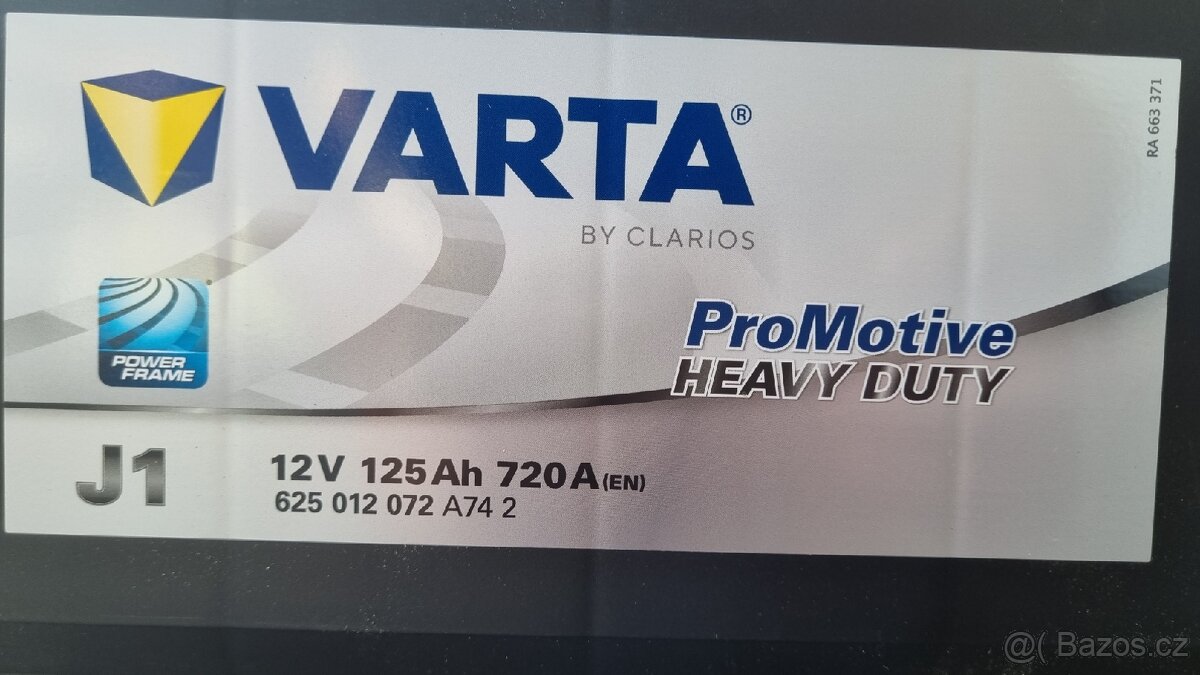 VARTA®
BY CLARIOS
RA 663 371
POWER
FRAME
ProMotive
HEAVY DUTY
J1
12V 125Ah 720A(EN)
625 012 072 A74 2
@( Bazos.cz